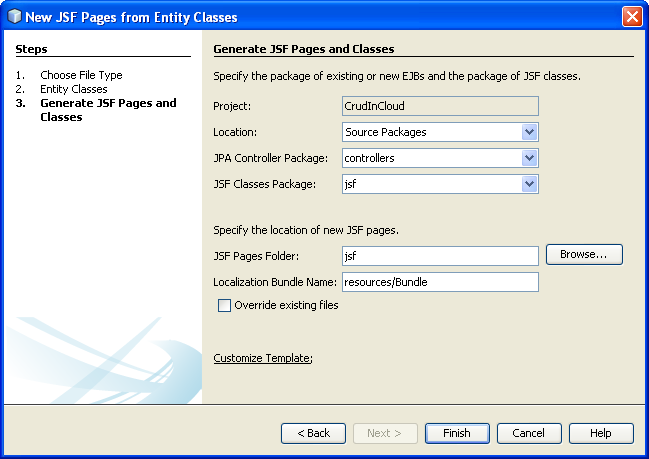 New JSF Pages from Entity Classes
Steps
1. Choose File Type
2. Entity Classes
3. Generate JSF Pages and
Classes
Generate JSF Pages and Classes
Specify the package of existing or new EJBs and the package of JSF classes.
Project: CrudInCloud
Location: Source Packages
JPA Controller Package: controllers
JSF Classes Package: jsf
Specify the location of new JSF pages.
JSF Pages Folder: jsf Browse...
Localization Bundle Name: resources/Bundle
Override existing files
Customize Template;
< Back Next > Finish Cancel Help